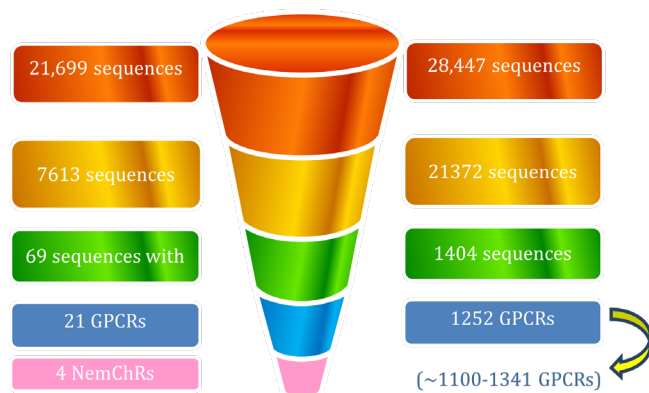 21,699 sequences
28,447 sequences
7613 sequences
21372 sequences
69 sequences with
1404 sequences
21 GPCRs
1252 GPCRs
4 NemChRs
(~1100-1341 GPCRs)